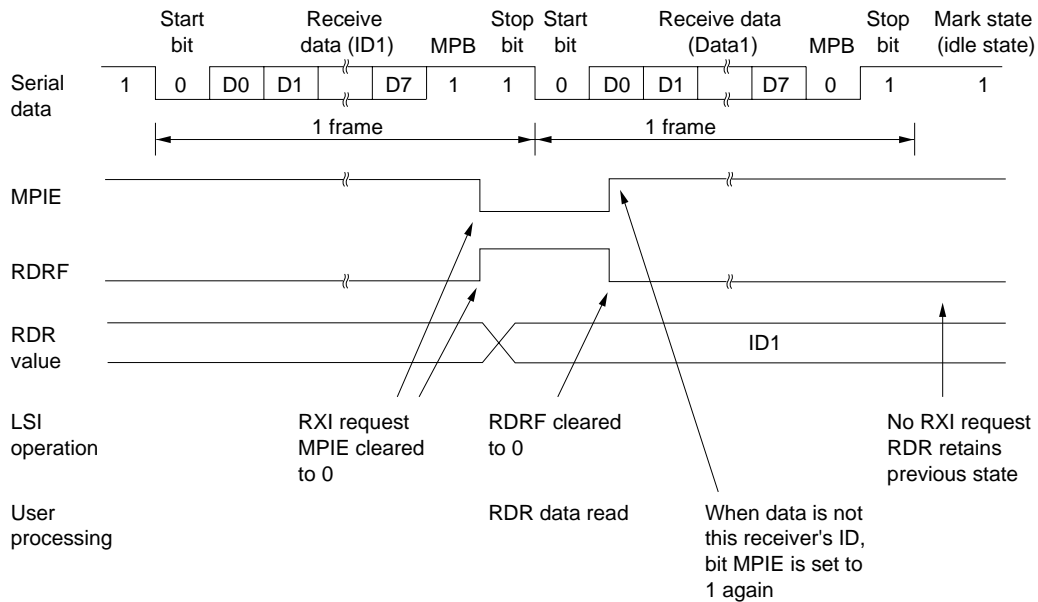 Start Receive Stop Start Receive data Stop Mark state
bit data (ID1) MPB bit bit (Data1) MPB bit (idle state)
Serial data 1 0 D0 D1 D7 1 1 0 D0 D1 D7 0 1 1
1 frame 1 frame
MPIE
RDRF
RDR value ID1
LSI RXI request RDRF cleared No RXI request
operation MPIE cleared to 0 RDR retains
to 0 previous state
User RDR data read When data is not
processing this receiver's ID,
bit MPIE is set to
1 again